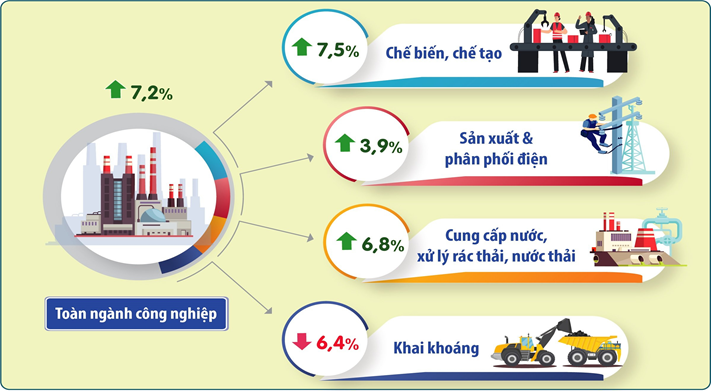 7,2%
Toàn ngành công nghiệp
7,5%
Chế biến, chế tạo
3,9%
Sản xuất &
phân phối điện
6,8%
Cung cấp nước,
xử lý rác thải, nước thải
6,4%
Khai khoáng